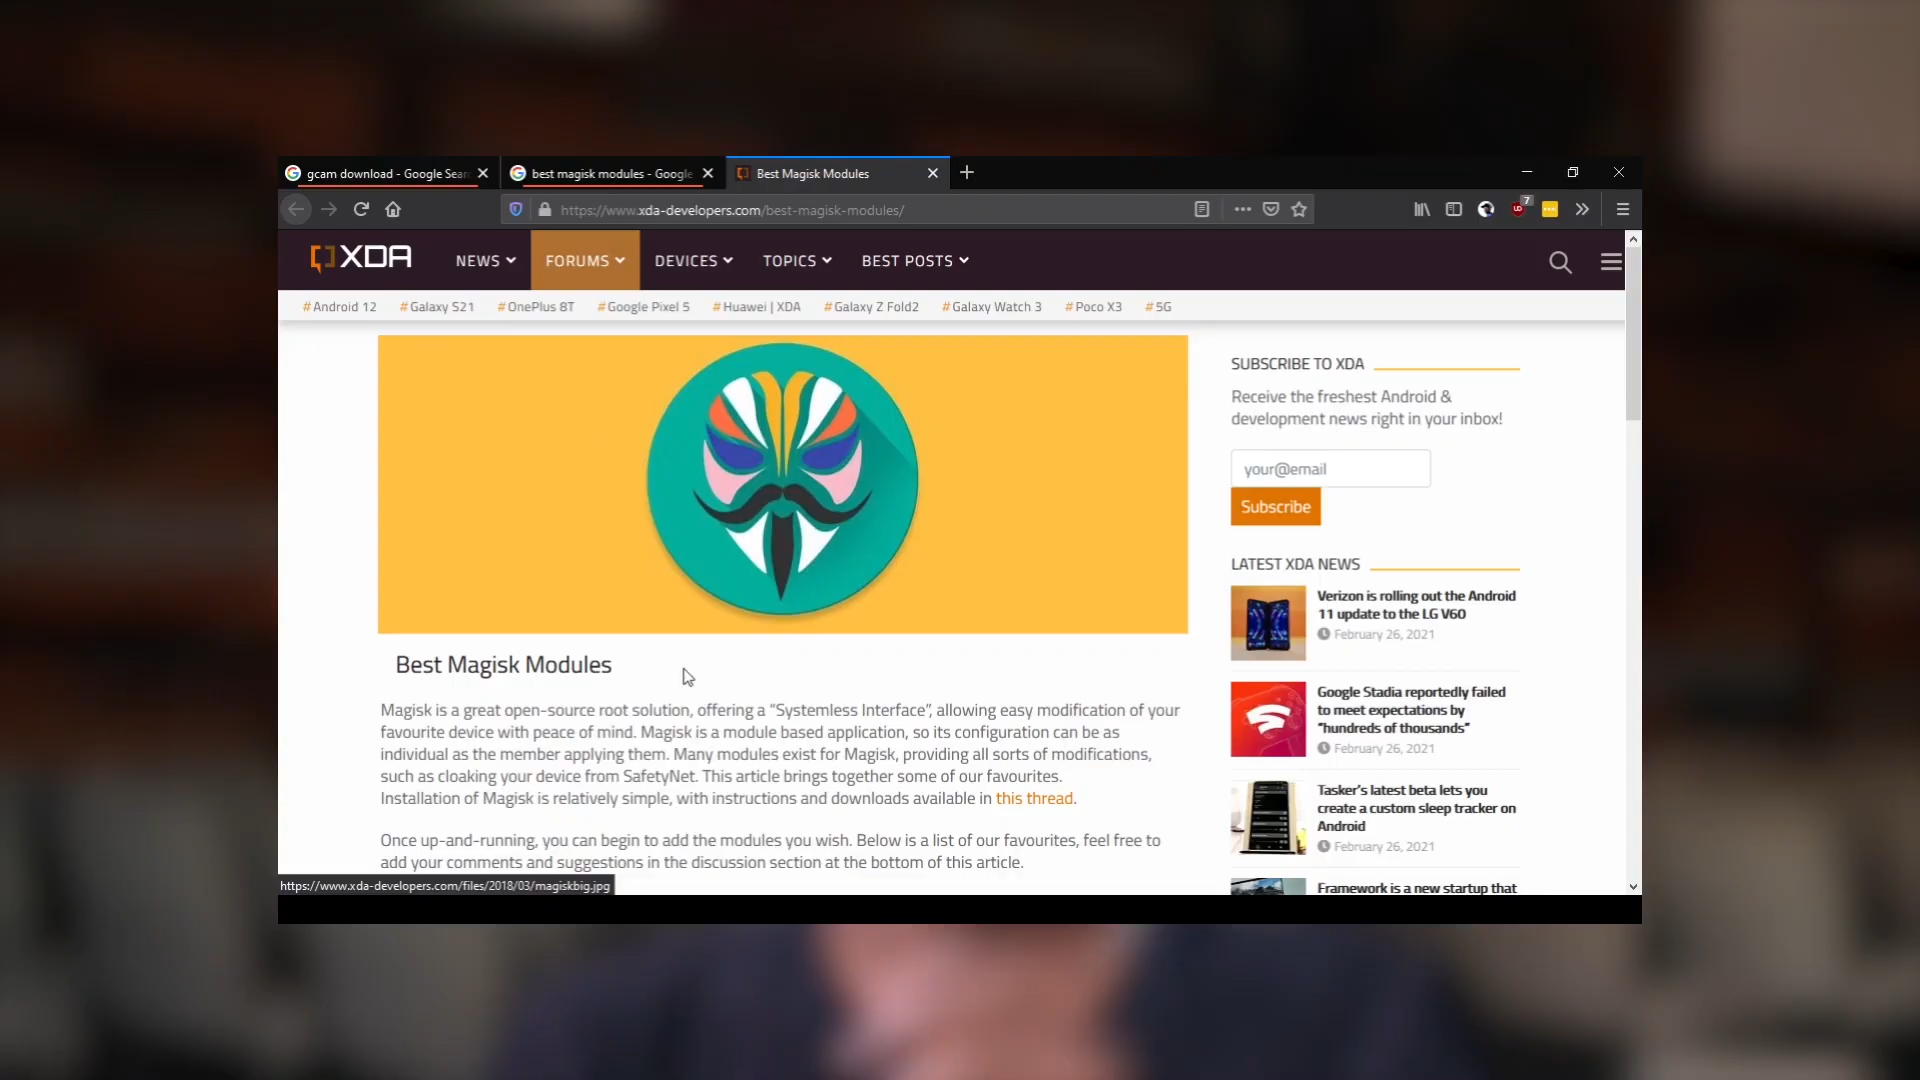 gcam download - Google Sear
best magisk modules - Google
Best Magisk Modules
https://www.xda-developers.com/best-magisk-modules/
7
XDA
NEWS
FORUMS
DEVICES
TOPICS
BEST POSTS
#Android 12
#Galaxy S21
#OnePlus 8T
#Google Pixel 5
#Huawei | XDA
#Galaxy Z Fold2
#Galaxy Watch 3
#Poco X3
#5G
Best Magisk Modules
Magisk is a great open-source root solution, offering a “Systemless Interface”, allowing easy modification of your
favourite device with peace of mind. Magisk is a module based application, so its configuration can be as
individual as the member applying them. Many modules exist for Magisk, providing all sorts of modifications,
such as cloaking your device from SafetyNet. This article brings together some of our favourites.
Installation of Magisk is relatively simple, with instructions and downloads available in this thread.
Once up-and-running, you can begin to add the modules you wish. Below is a list of our favourites, feel free to
add your comments and suggestions in the discussion section at the bottom of this article.
https://www.xda-developers.com/files/2018/03/magiskbig.jpg
SUBSCRIBE TO XDA
Receive the freshest Android &
development news right in your inbox!
your@email
Subscribe
LATEST XDA NEWS
Verizon is rolling out the Android
11 update to the LG V60
February 26, 2021
Google Stadia reportedly failed
to meet expectations by
“hundreds of thousands”
February 26, 2021
Tasker’s latest beta lets you
create a custom sleep tracker on
Android
February 26, 2021
Framework is a new startup that